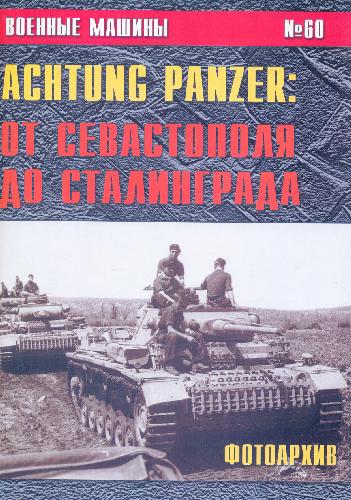 ВОЕННЫЕ МАШИНЫ №60
ACHTUNG PANZER:
ОТ СЕВАСТОПОЛЯ
ДО СТАЛИНГРАДА
ФОТОАРХИВ